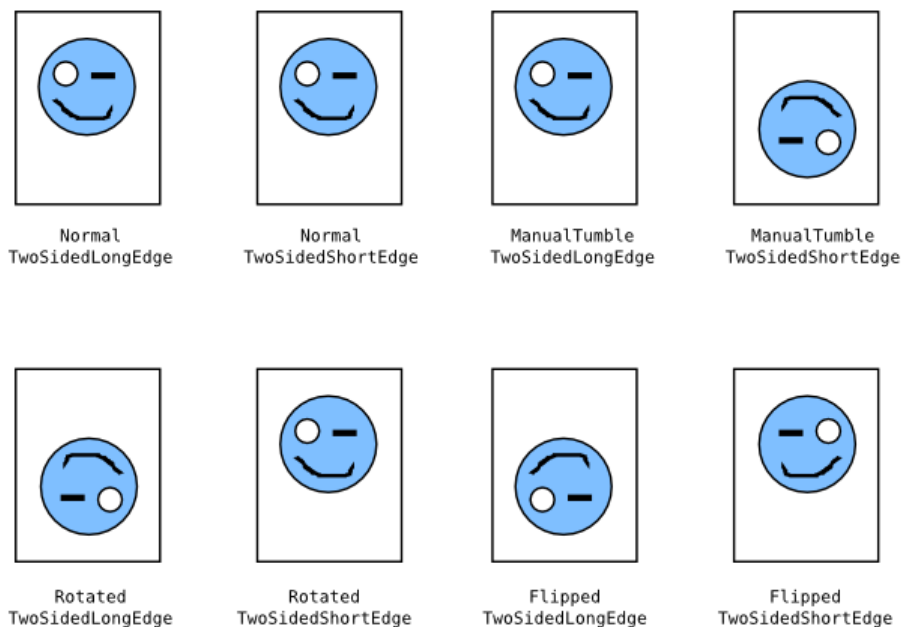 Normal
TwoSidedLongEdge
Normal
TwoSidedShortEdge
ManualTumble
TwoSidedLongEdge
ManualTumble
TwoSidedShortEdge
Rotated
TwoSidedLongEdge
Rotated
TwoSidedShortEdge
Flipped
TwoSidedLongEdge
Flipped
TwoSidedShortEdge